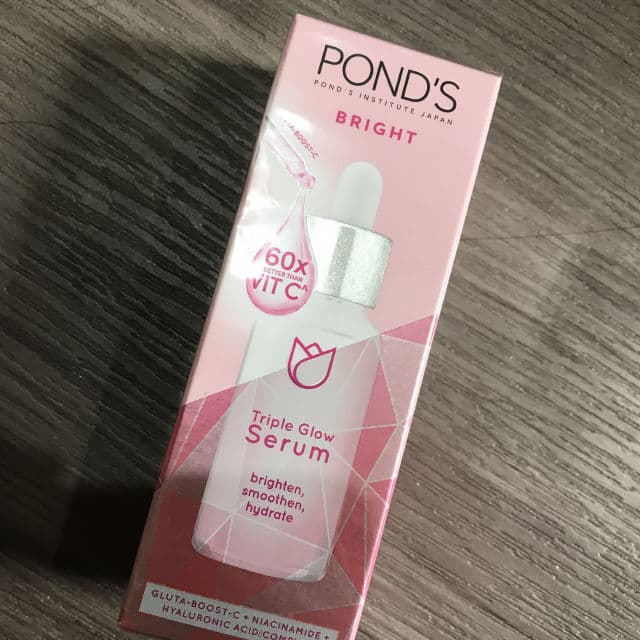 POND'S
POND'S INSTITUTE JAPAN
BRIGHT
60x
BETTER THAN
VIT C^
Triple Glow
Serum
brighten,
smoothen,
hydrate
GLUTA-BOOST-C + NIACINAMIDE +
HYALURONIC ACID